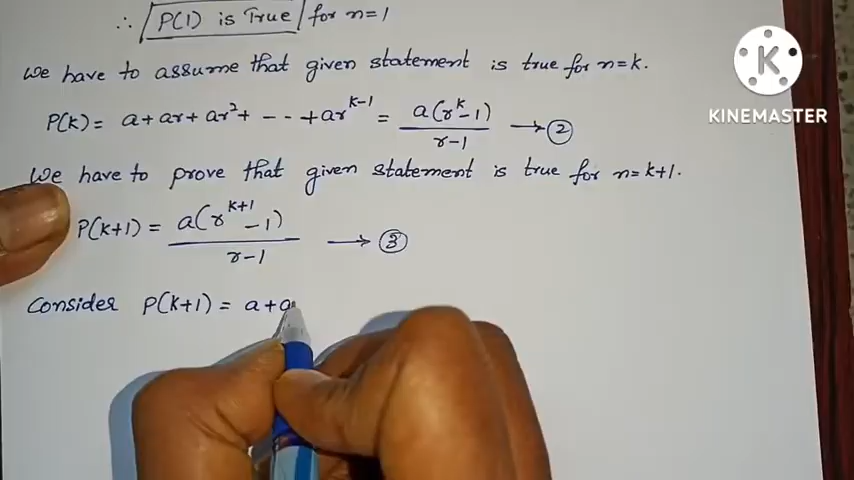 ∴ P(1) is True for n=1
We have to assume that given statement is true for n=k.
P(k) = a + ar + ar² + - - - + ar^(k-1) = a(r^k - 1) / (r-1) → ②
We have to prove that given statement is true for n=k+1.
P(k+1) = a(r^(k+1) - 1) / (r-1) → ③
Consider P(k+1) = a + a
K
KINEMASTER